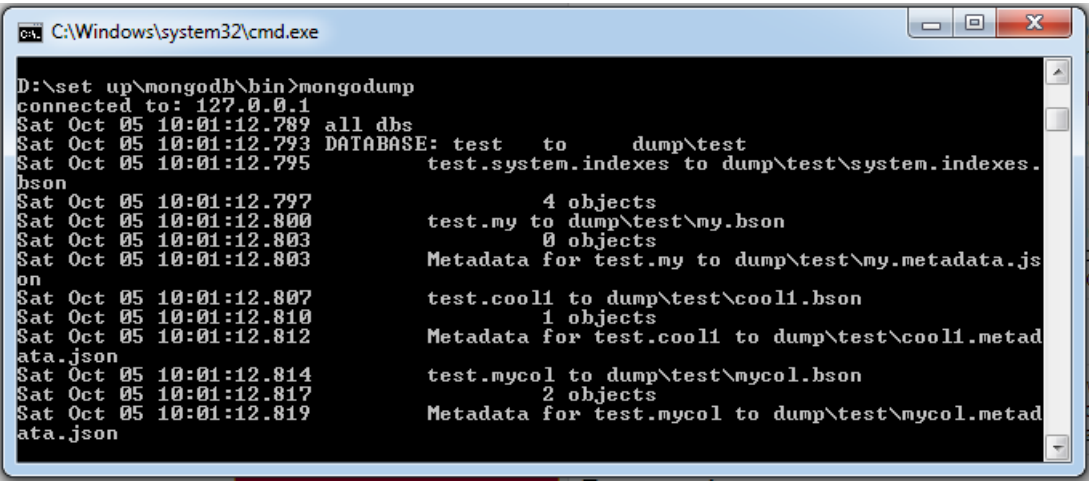 C:\Windows\system32\cmd.exe
D:\set up\mongodb\bin>mongodump
connected to: 127.0.0.1
Sat Oct 05 10:01:12.789 all dbs
Sat Oct 05 10:01:12.793 DATABASE: test   to     dump\test
Sat Oct 05 10:01:12.795         test.system.indexes to dump\test\system.indexes.
bson
Sat Oct 05 10:01:12.797                 4 objects
Sat Oct 05 10:01:12.800         test.my to dump\test\my.bson
Sat Oct 05 10:01:12.803                 0 objects
Sat Oct 05 10:01:12.803         Metadata for test.my to dump\test\my.metadata.js
on
Sat Oct 05 10:01:12.807         test.cool1 to dump\test\cool1.bson
Sat Oct 05 10:01:12.810                 1 objects
Sat Oct 05 10:01:12.812         Metadata for test.cool1 to dump\test\cool1.metad
ata.json
Sat Oct 05 10:01:12.814         test.mycol to dump\test\mycol.bson
Sat Oct 05 10:01:12.817                 2 objects
Sat Oct 05 10:01:12.819         Metadata for test.mycol to dump\test\mycol.metad
ata.json